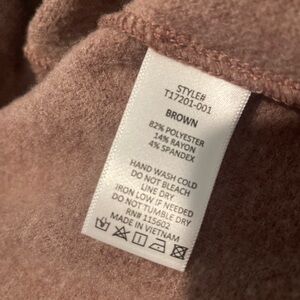 STYLE#
T17201-001
BROWN
82% POLYESTER
14% RAYON
4% SPANDEX
HAND WASH COLD
DO NOT BLEACH
LINE DRY
IRON LOW IF NEEDED
DO NOT TUMBLE DRY
RN# 115602
MADE IN VIETNAM